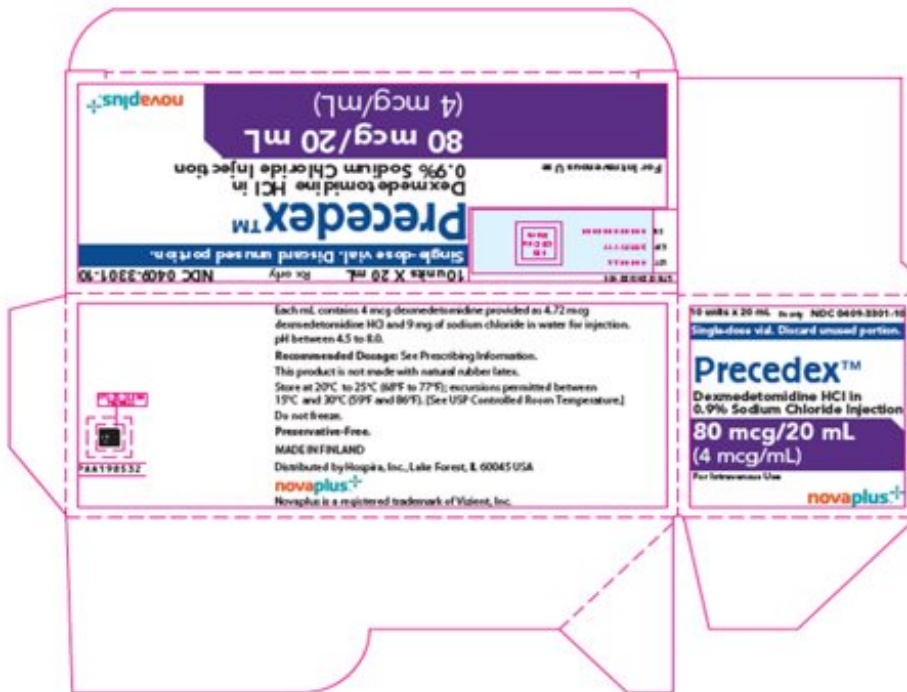 10 units X 20 mL Rx only NDC 0409-3301-10
Single-dose vial. Discard unused portion.
Precedex™
Dexmedetomidine HCl in
0.9% Sodium Chloride Injection
80 mcg/20 mL
(4 mcg/mL)
For Intravenous Use
novaplus
Each mL contains 4 mcg dexmedetomidine provided as 4.72 mcg
dexmedetomidine HCl and 9 mg of sodium chloride in water for injection.
pH between 4.5 to 8.0.
Recommended Dosage: See Prescribing Information.
This product is not made with natural rubber latex.
Store at 20°C to 25°C (68°F to 77°F); excursions permitted between
15°C and 30°C (59°F and 86°F). [See USP Controlled Room Temperature.]
Do not freeze.
Preservative-Free.
MADE IN FINLAND
Distributed by Hospira, Inc., Lake Forest, IL 60045 USA
novaplus
Novaplus is a registered trademark of Vizient, Inc.
10 units x 20 mL Rx only NDC 0409-3301-10
Single-dose vial. Discard unused portion.
Precedex™
Dexmedetomidine HCl in
0.9% Sodium Chloride Injection
80 mcg/20 mL
(4 mcg/mL)
For Intravenous Use
novaplus